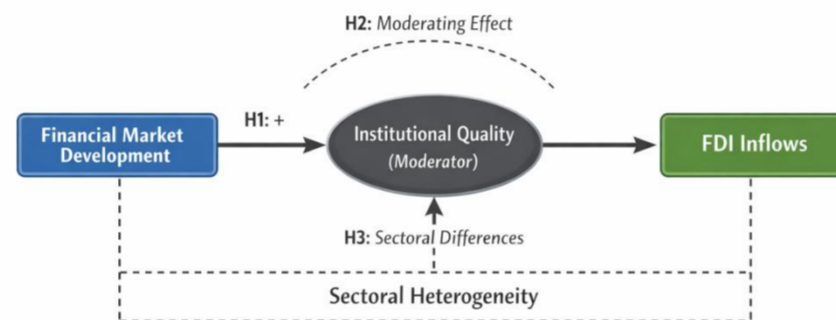 H2: Moderating Effect
Financial Market
Development
H1: +
Institutional Quality
(Moderator)
FDI Inflows
H3: Sectoral Differences
Sectoral Heterogeneity